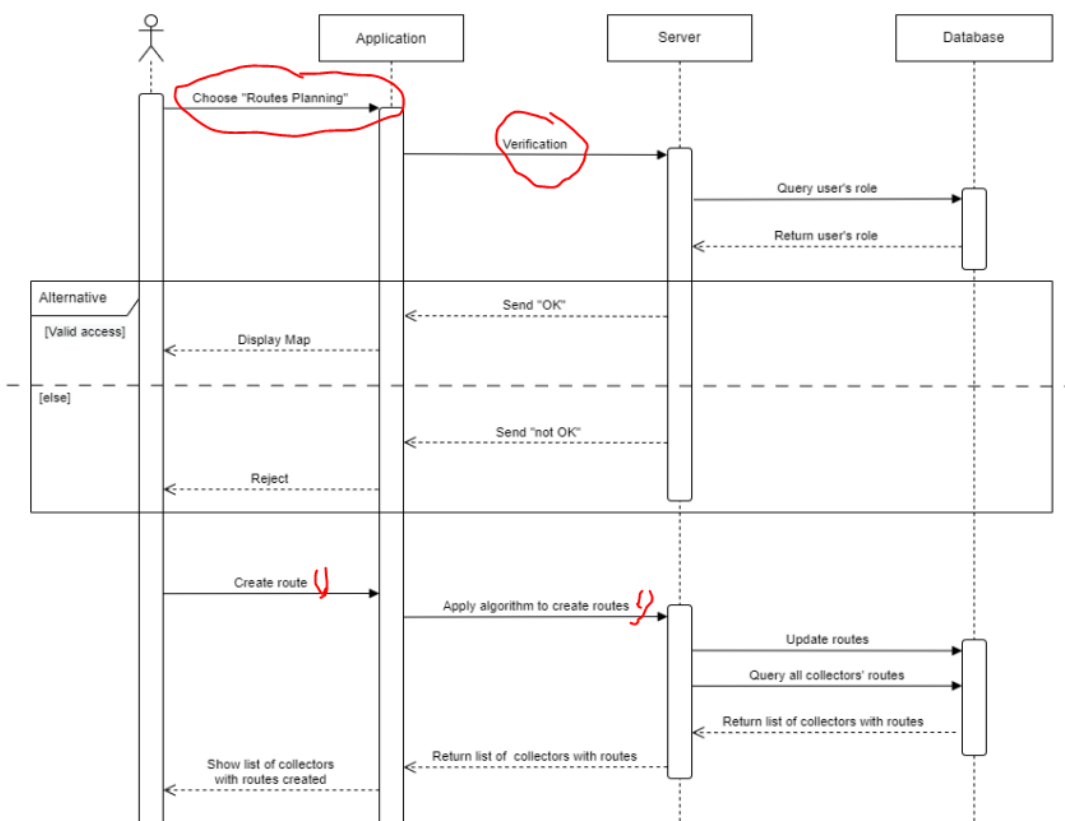 Application
Server
Database
Choose "Routes Planning"
Verification
Query user's role
Return user's role
Alternative
Send "OK"
[Valid access]
Display Map
[else]
Send "not OK"
Reject
Create route ()
Apply algorithm to create routes ()
Update routes
Query all collectors' routes
Return list of collectors with routes
Return list of  collectors with routes
Show list of collectors
with routes created